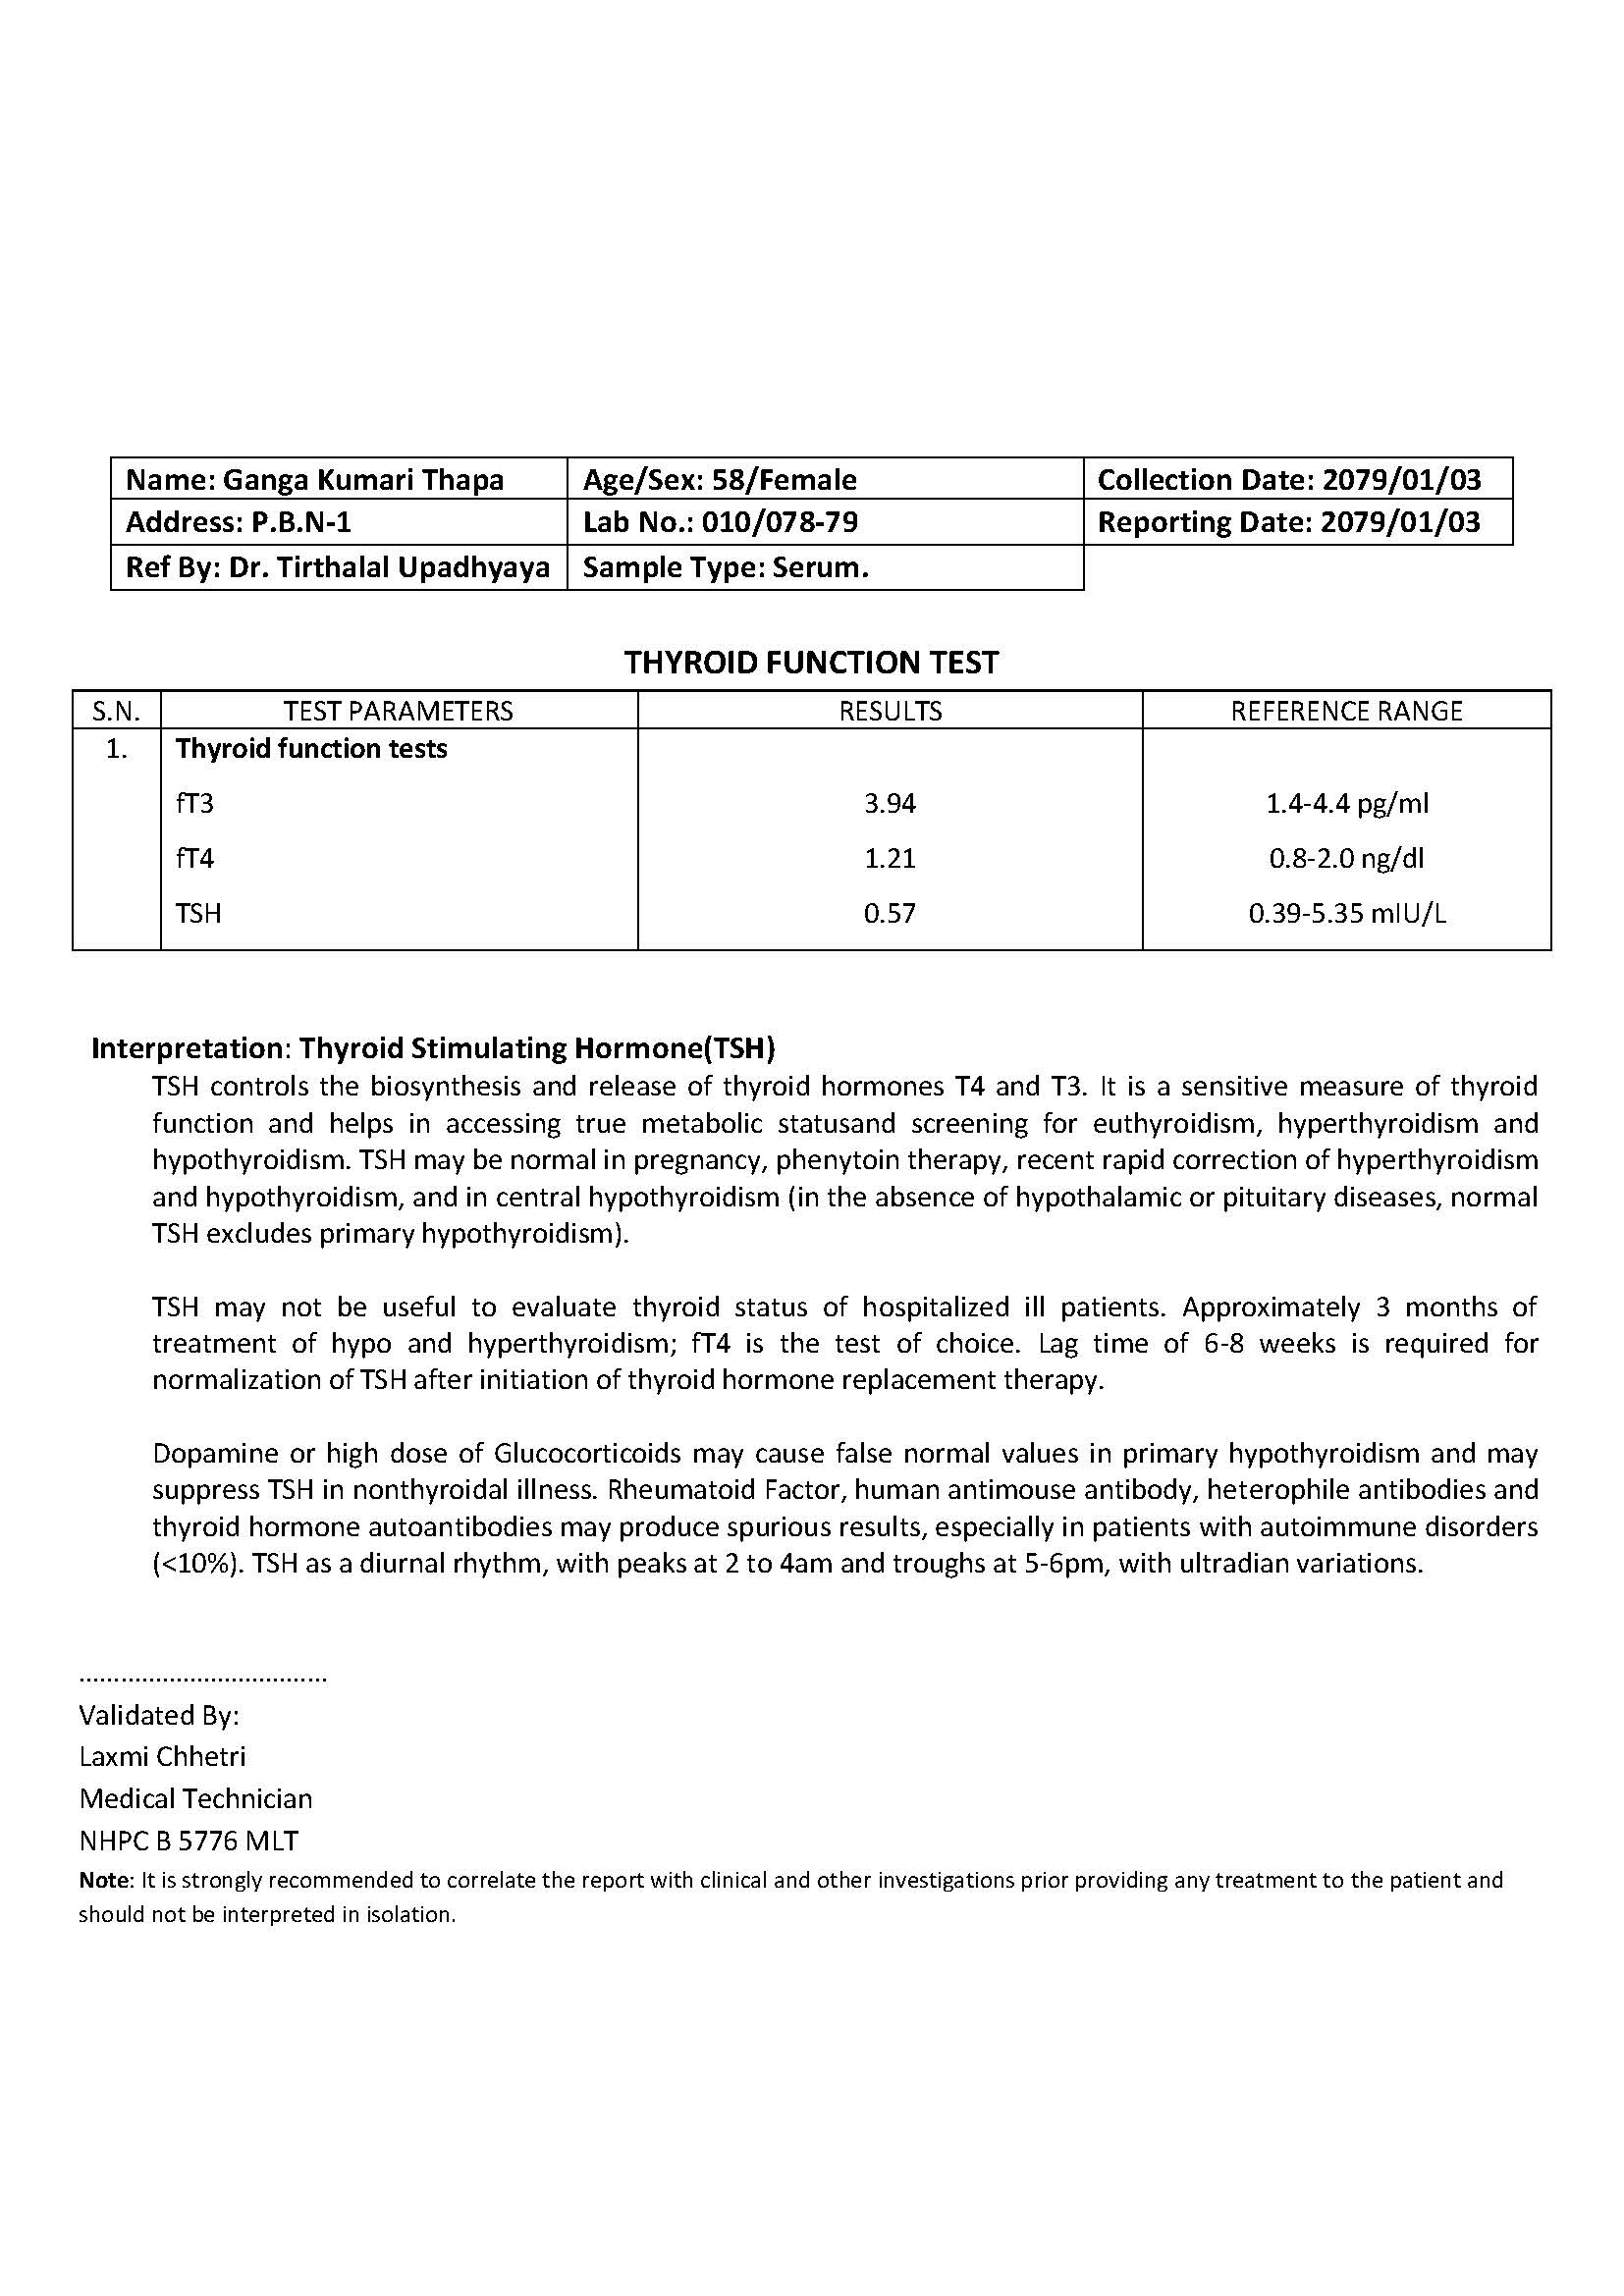 Name: Ganga Kumari Thapa Age/Sex: 58/Female Collection Date: 2079/01/03
Address: P.B.N-1 Lab No.: 010/078-79 Reporting Date: 2079/01/03
Ref By: Dr. Tirthalal Upadhyaya Sample Type: Serum.
THYROID FUNCTION TEST
S.N. TEST PARAMETERS RESULTS REFERENCE RANGE
1. Thyroid function tests
fT3 3.94 1.4-4.4 pg/ml
fT4 1.21 0.8-2.0 ng/dl
TSH 0.57 0.39-5.35 mIU/L
Interpretation: Thyroid Stimulating Hormone(TSH)
TSH controls the biosynthesis and release of thyroid hormones T4 and T3. It is a sensitive measure of thyroid
function and helps in accessing true metabolic statusand screening for euthyroidism, hyperthyroidism and
hypothyroidism. TSH may be normal in pregnancy, phenytoin therapy, recent rapid correction of hyperthyroidism
and hypothyroidism, and in central hypothyroidism (in the absence of hypothalamic or pituitary diseases, normal
TSH excludes primary hypothyroidism).
TSH may not be useful to evaluate thyroid status of hospitalized ill patients. Approximately 3 months of
treatment of hypo and hyperthyroidism; fT4 is the test of choice. Lag time of 6-8 weeks is required for
normalization of TSH after initiation of thyroid hormone replacement therapy.
Dopamine or high dose of Glucocorticoids may cause false normal values in primary hypothyroidism and may
suppress TSH in nonthyroidal illness. Rheumatoid Factor, human antimouse antibody, heterophile antibodies and
thyroid hormone autoantibodies may produce spurious results, especially in patients with autoimmune disorders
(<10%). TSH as a diurnal rhythm, with peaks at 2 to 4am and troughs at 5-6pm, with ultradian variations.
....................................
Validated By:
Laxmi Chhetri
Medical Technician
NHPC B 5776 MLT
Note: It is strongly recommended to correlate the report with clinical and other investigations prior providing any treatment to the patient and
should not be interpreted in isolation.